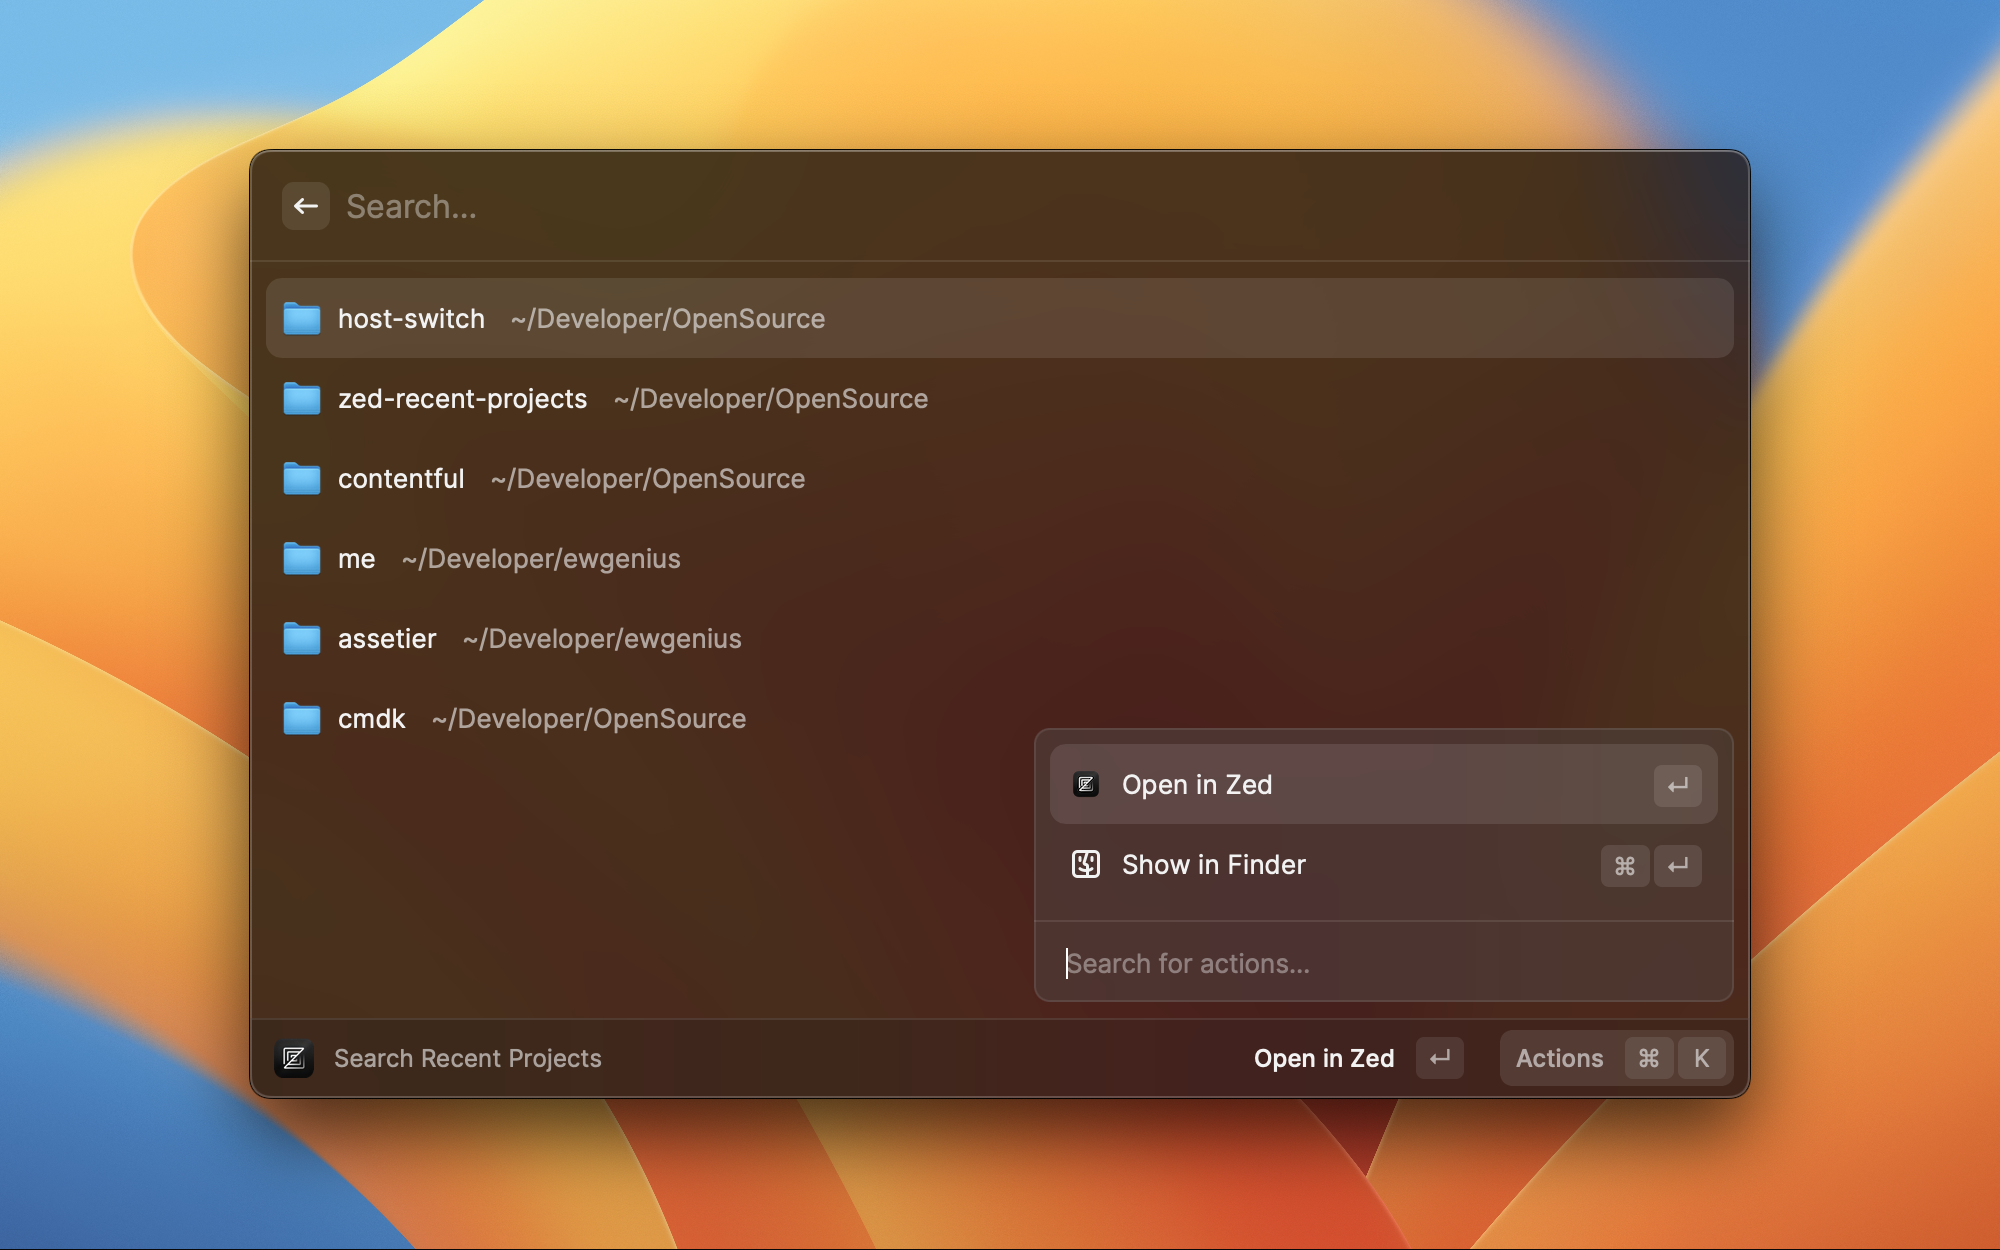 Search...
host-switch ~/Developer/OpenSource
zed-recent-projects ~/Developer/OpenSource
contentful ~/Developer/OpenSource
me ~/Developer/ewgenius
assetier ~/Developer/ewgenius
cmdk ~/Developer/OpenSource
Open in Zed ↵
Show in Finder ⌘ ↵
Search for actions...
Search Recent Projects Open in Zed ↵ Actions ⌘ K